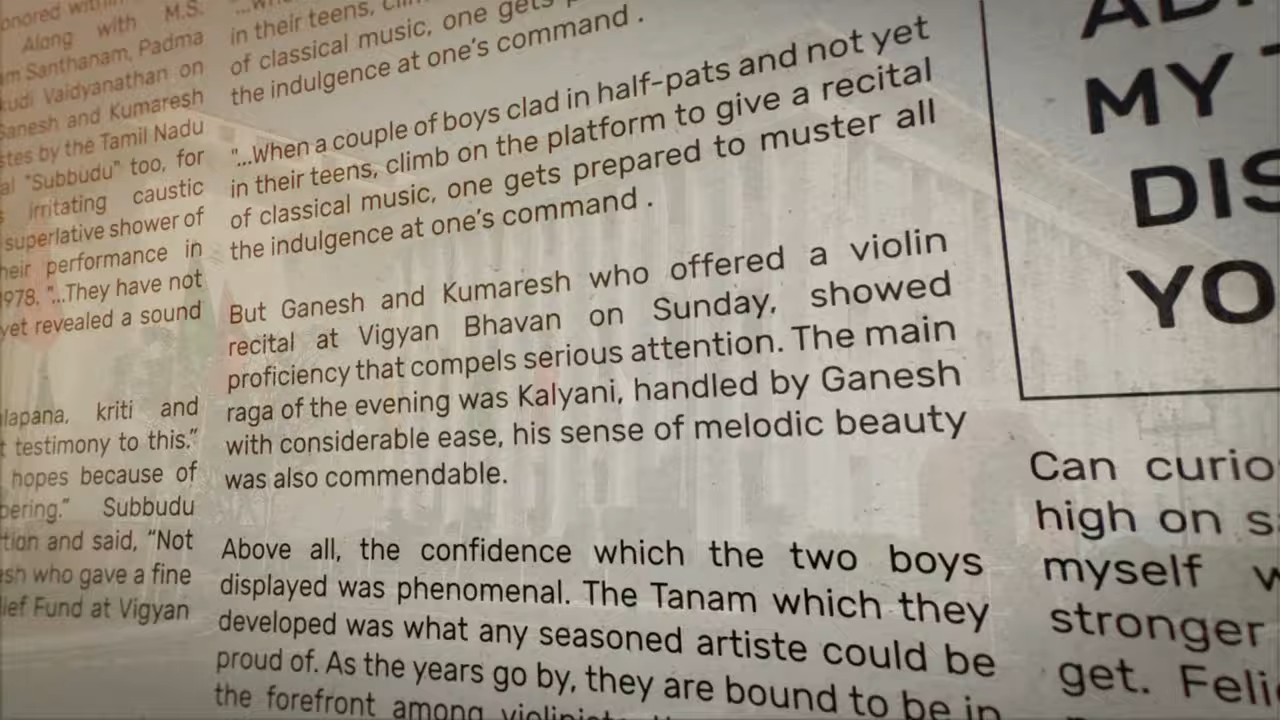 Along with M.S.
Santhanam, Padma
Vaidyanathan on
Ganesh and Kumaresh
by the Tamil Nadu
"Subbudu" too, for
irritating caustic
superlative shower of
performance in
1978. "...They have not
yet revealed a sound
kriti and
testimony to this."
hopes because of
Subbudu
and said, "Not
who gave a fine
Fund at Vigyan
in their teens,
of classical music, one gets
the indulgence at one's command .
"...When a couple of boys clad in half-pats and not yet
in their teens, climb on the platform to give a recital
of classical music, one gets prepared to muster all
the indulgence at one's command .
But Ganesh and Kumaresh who offered a violin
recital at Vigyan Bhavan on Sunday, showed
proficiency that compels serious attention. The main
raga of the evening was Kalyani, handled by Ganesh
with considerable ease, his sense of melodic beauty
was also commendable.
Above all, the confidence which the two boys
displayed was phenomenal. The Tanam which they
developed was what any seasoned artiste could be
proud of. As the years go by, they are bound to be in
the forefront among
MY
DIS
YO
Can curio
high on s
myself w
stronger
get. Feli